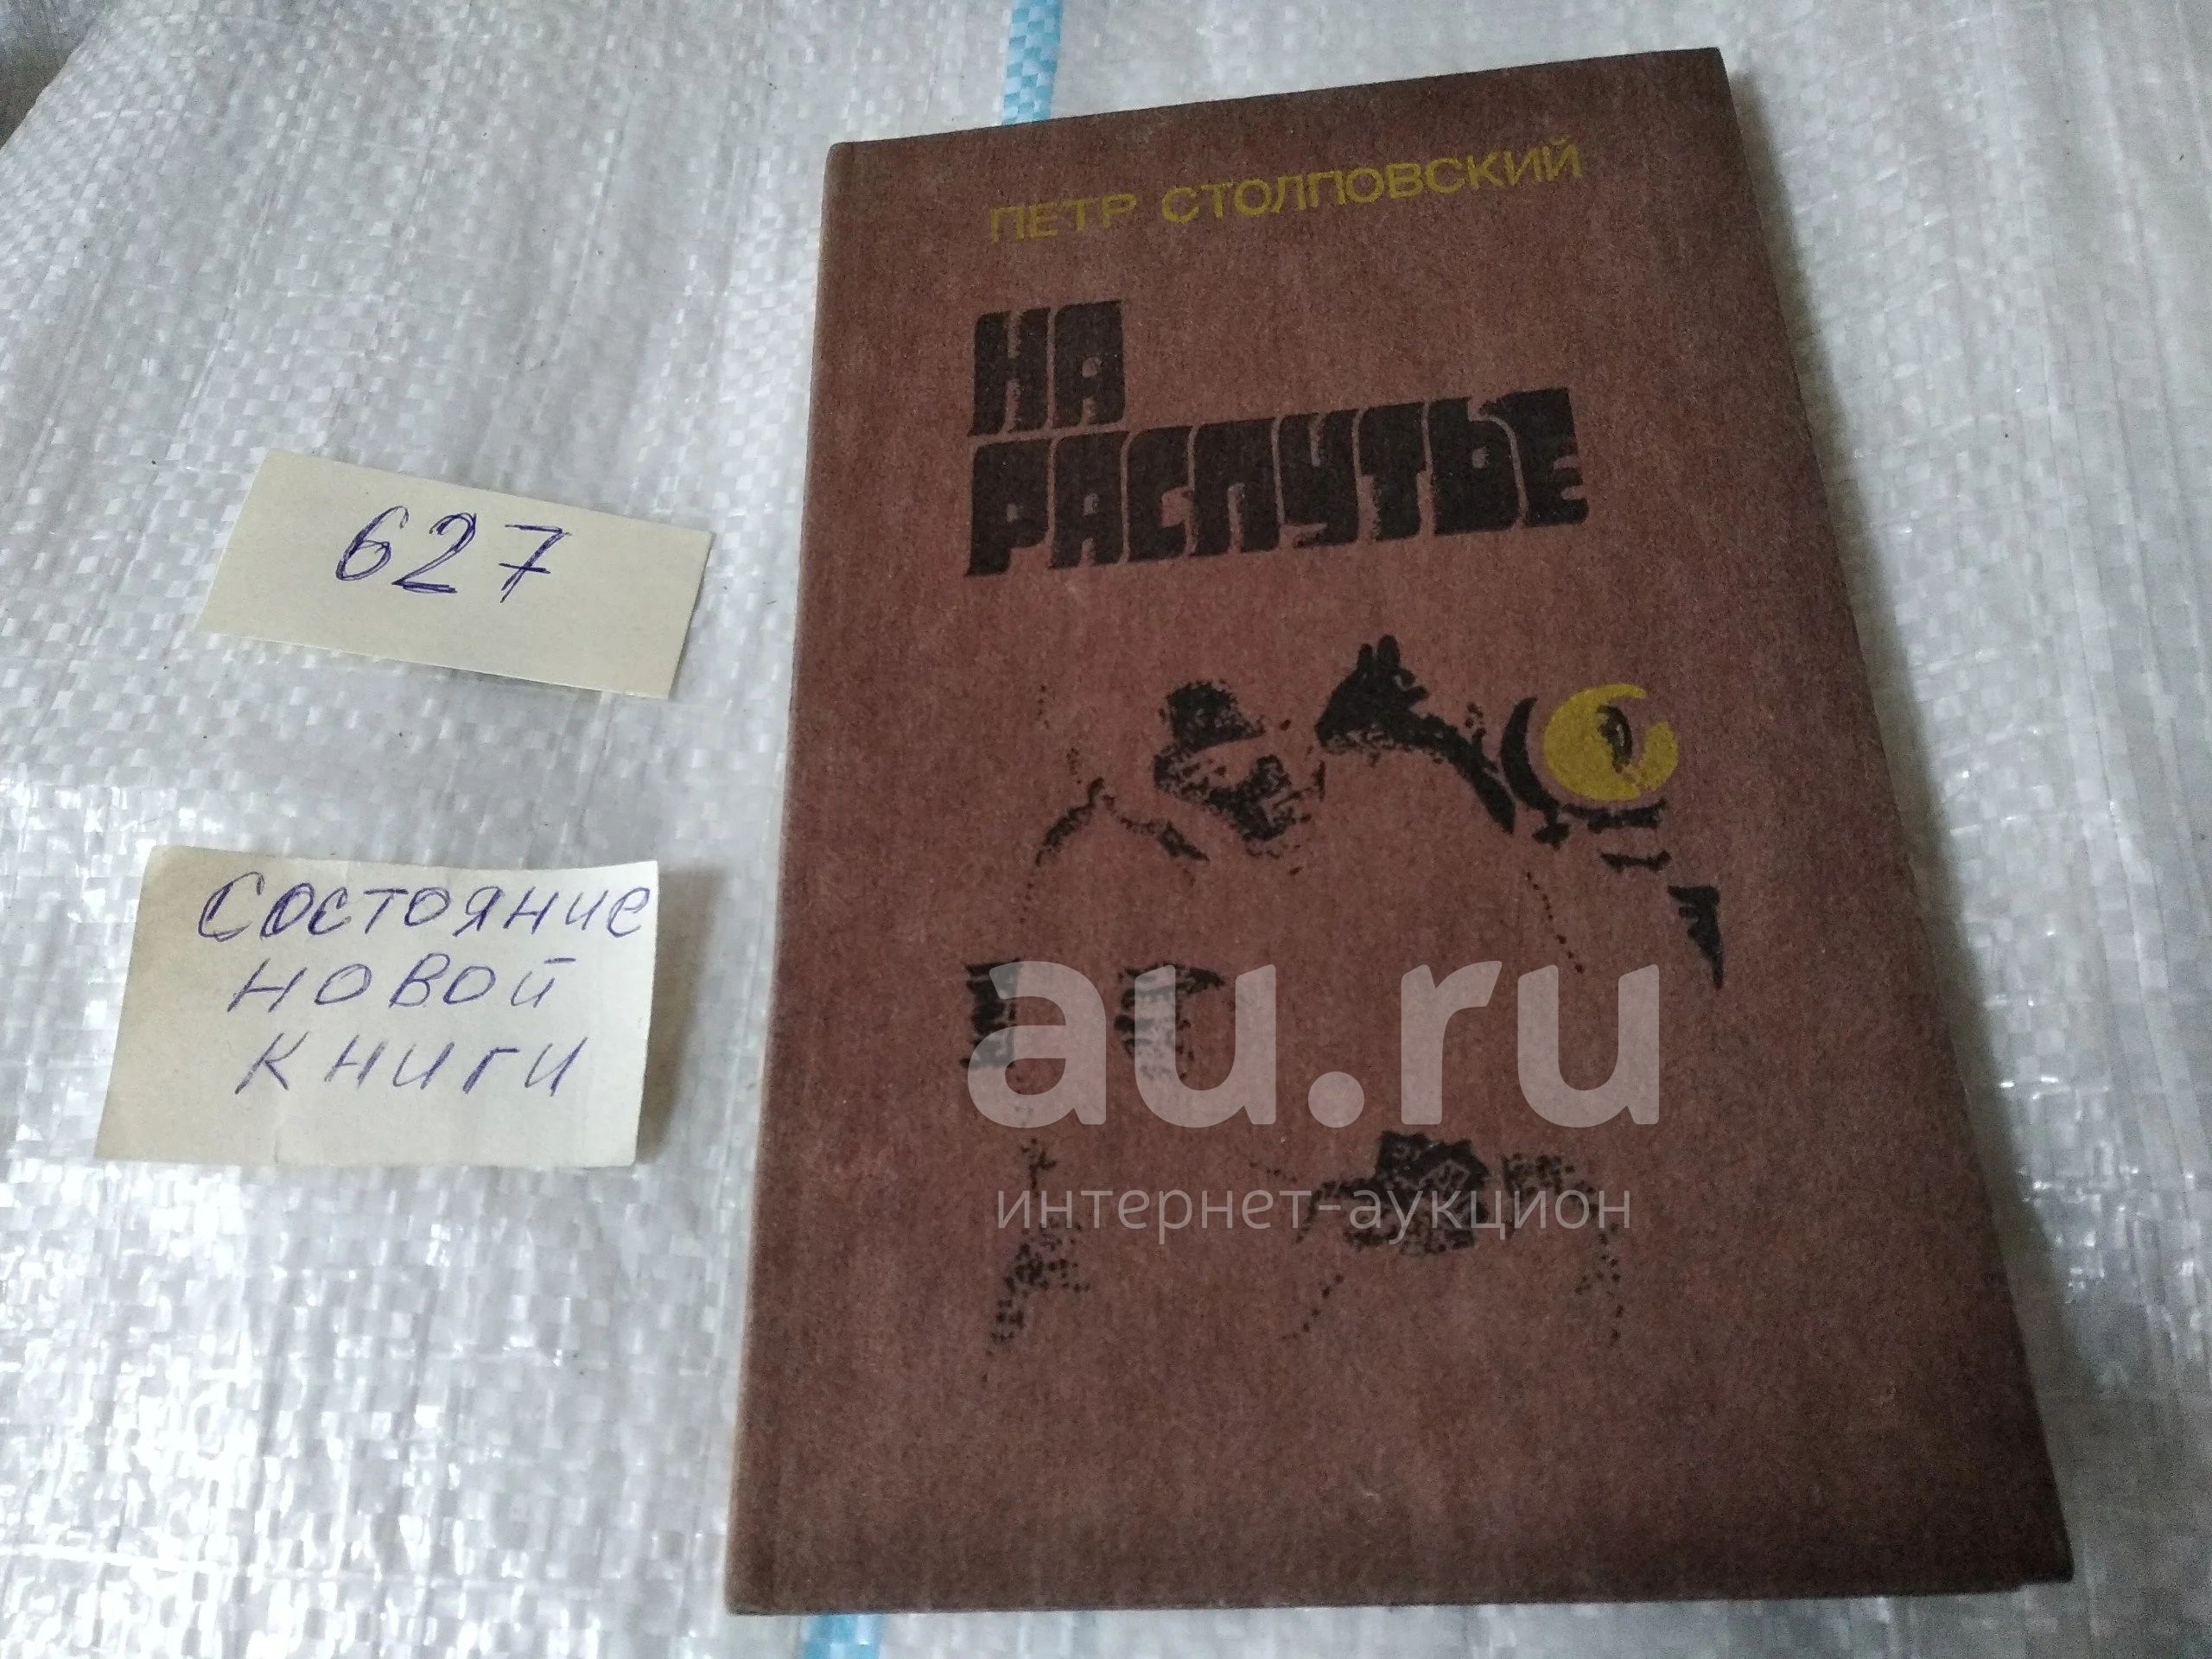 ПЕТР СТОЛПОВСКИЙ
НА
РАСПУТЬЕ
627
Состояние
новой
книги
au.ru
интернет-аукцион